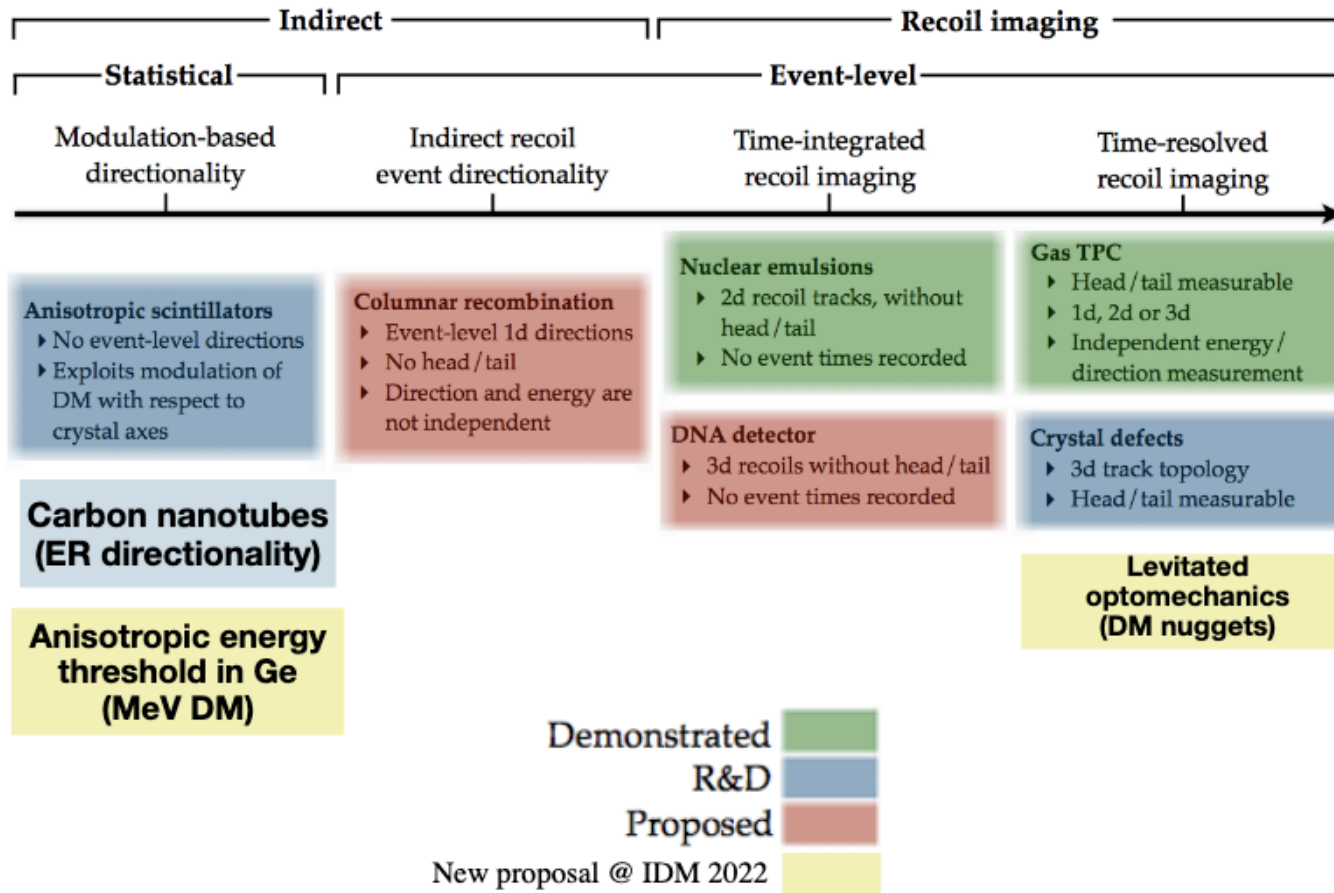 Indirect
Recoil imaging
Statistical
Event-level
Modulation-based
directionality
Indirect recoil
event directionality
Time-integrated
recoil imaging
Time-resolved
recoil imaging
Anisotropic scintillators
▸ No event-level directions
▸ Exploits modulation of
DM with respect to
crystal axes
Carbon nanotubes
(ER directionality)
Anisotropic energy
threshold in Ge
(MeV DM)
Columnar recombination
▸ Event-level 1d directions
▸ No head/tail
▸ Direction and energy are
not independent
Nuclear emulsions
▸ 2d recoil tracks, without
head/tail
▸ No event times recorded
DNA detector
▸ 3d recoils without head/tail
▸ No event times recorded
Gas TPC
▸ Head/tail measurable
▸ 1d, 2d or 3d
▸ Independent energy/
direction measurement
Crystal defects
▸ 3d track topology
▸ Head/tail measurable
Levitated
optomechanics
(DM nuggets)
Demonstrated
R&D
Proposed
New proposal @ IDM 2022